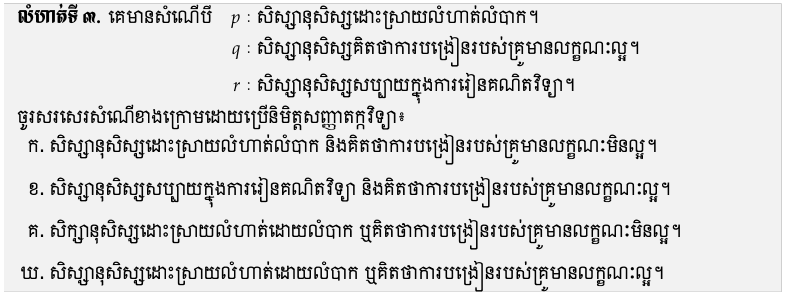 លំហាត់ទី ៣. គេមានសំណើបី p : សិស្សានុសិស្សដោះស្រាយលំហាត់លំបាក។
q : សិស្សានុសិស្សគិតថាការបង្រៀនរបស់គ្រូមានលក្ខណៈល្អ។
r : សិស្សានុសិស្សសប្បាយក្នុងការរៀនគណិតវិទ្យា។
ចូរសរសេរសំណើខាងក្រោមដោយប្រើនិមិត្តសញ្ញាតក្កវិទ្យា៖
ក. សិស្សានុសិស្សដោះស្រាយលំហាត់លំបាក និងគិតថាការបង្រៀនរបស់គ្រូមានលក្ខណៈមិនល្អ។
ខ. សិស្សានុសិស្សសប្បាយក្នុងការរៀនគណិតវិទ្យា និងគិតថាការបង្រៀនរបស់គ្រូមានលក្ខណៈល្អ។
គ. សិក្សានុសិស្សដោះស្រាយលំហាត់ដោយលំបាក ឬគិតថាការបង្រៀនរបស់គ្រូមានលក្ខណៈមិនល្អ។
ឃ. សិស្សានុសិស្សដោះស្រាយលំហាត់ដោយលំបាក ឬគិតថាការបង្រៀនរបស់គ្រូមានលក្ខណៈល្អ។